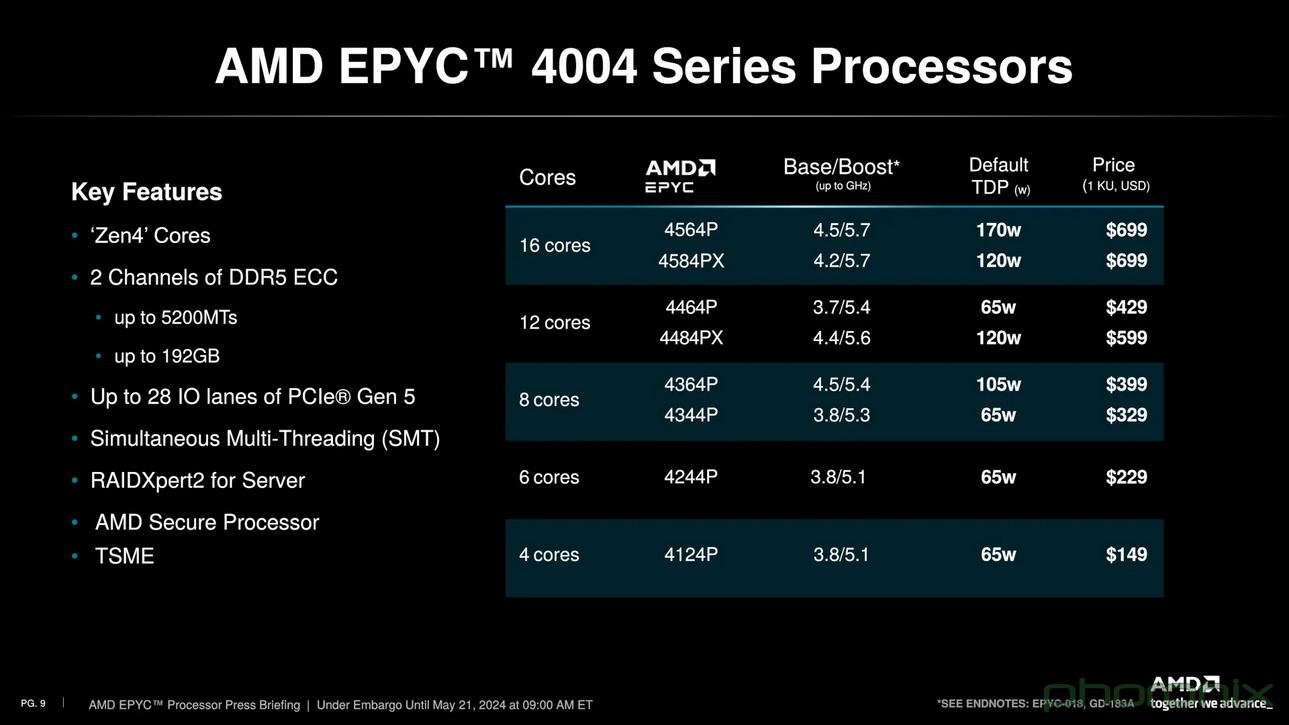 AMD EPYC™ 4004 Series Processors
Key Features
• ‘Zen4’ Cores
• 2 Channels of DDR5 ECC
• up to 5200MTs
• up to 192GB
• Up to 28 IO lanes of PCIe® Gen 5
• Simultaneous Multi-Threading (SMT)
• RAIDXpert2 for Server
• AMD Secure Processor
• TSME
Cores AMD EPYC Base/Boost* (up to GHz) Default TDP (w) Price (1 KU, USD)
16 cores
4564P 4.5/5.7 170w $699
4584PX 4.2/5.7 120w $699
12 cores
4464P 3.7/5.4 65w $429
4484PX 4.4/5.6 120w $599
8 cores
4364P 4.5/5.4 105w $399
4344P 3.8/5.3 65w $329
6 cores 4244P 3.8/5.1 65w $229
4 cores 4124P 3.8/5.1 65w $149
PG. 9 | AMD EPYC™ Processor Press Briefing | Under Embargo Until May 21, 2024 at 09:00 AM ET
*SEE ENDNOTES: EPYC-018, GD-183A
AMD
together we advance_
phoronix